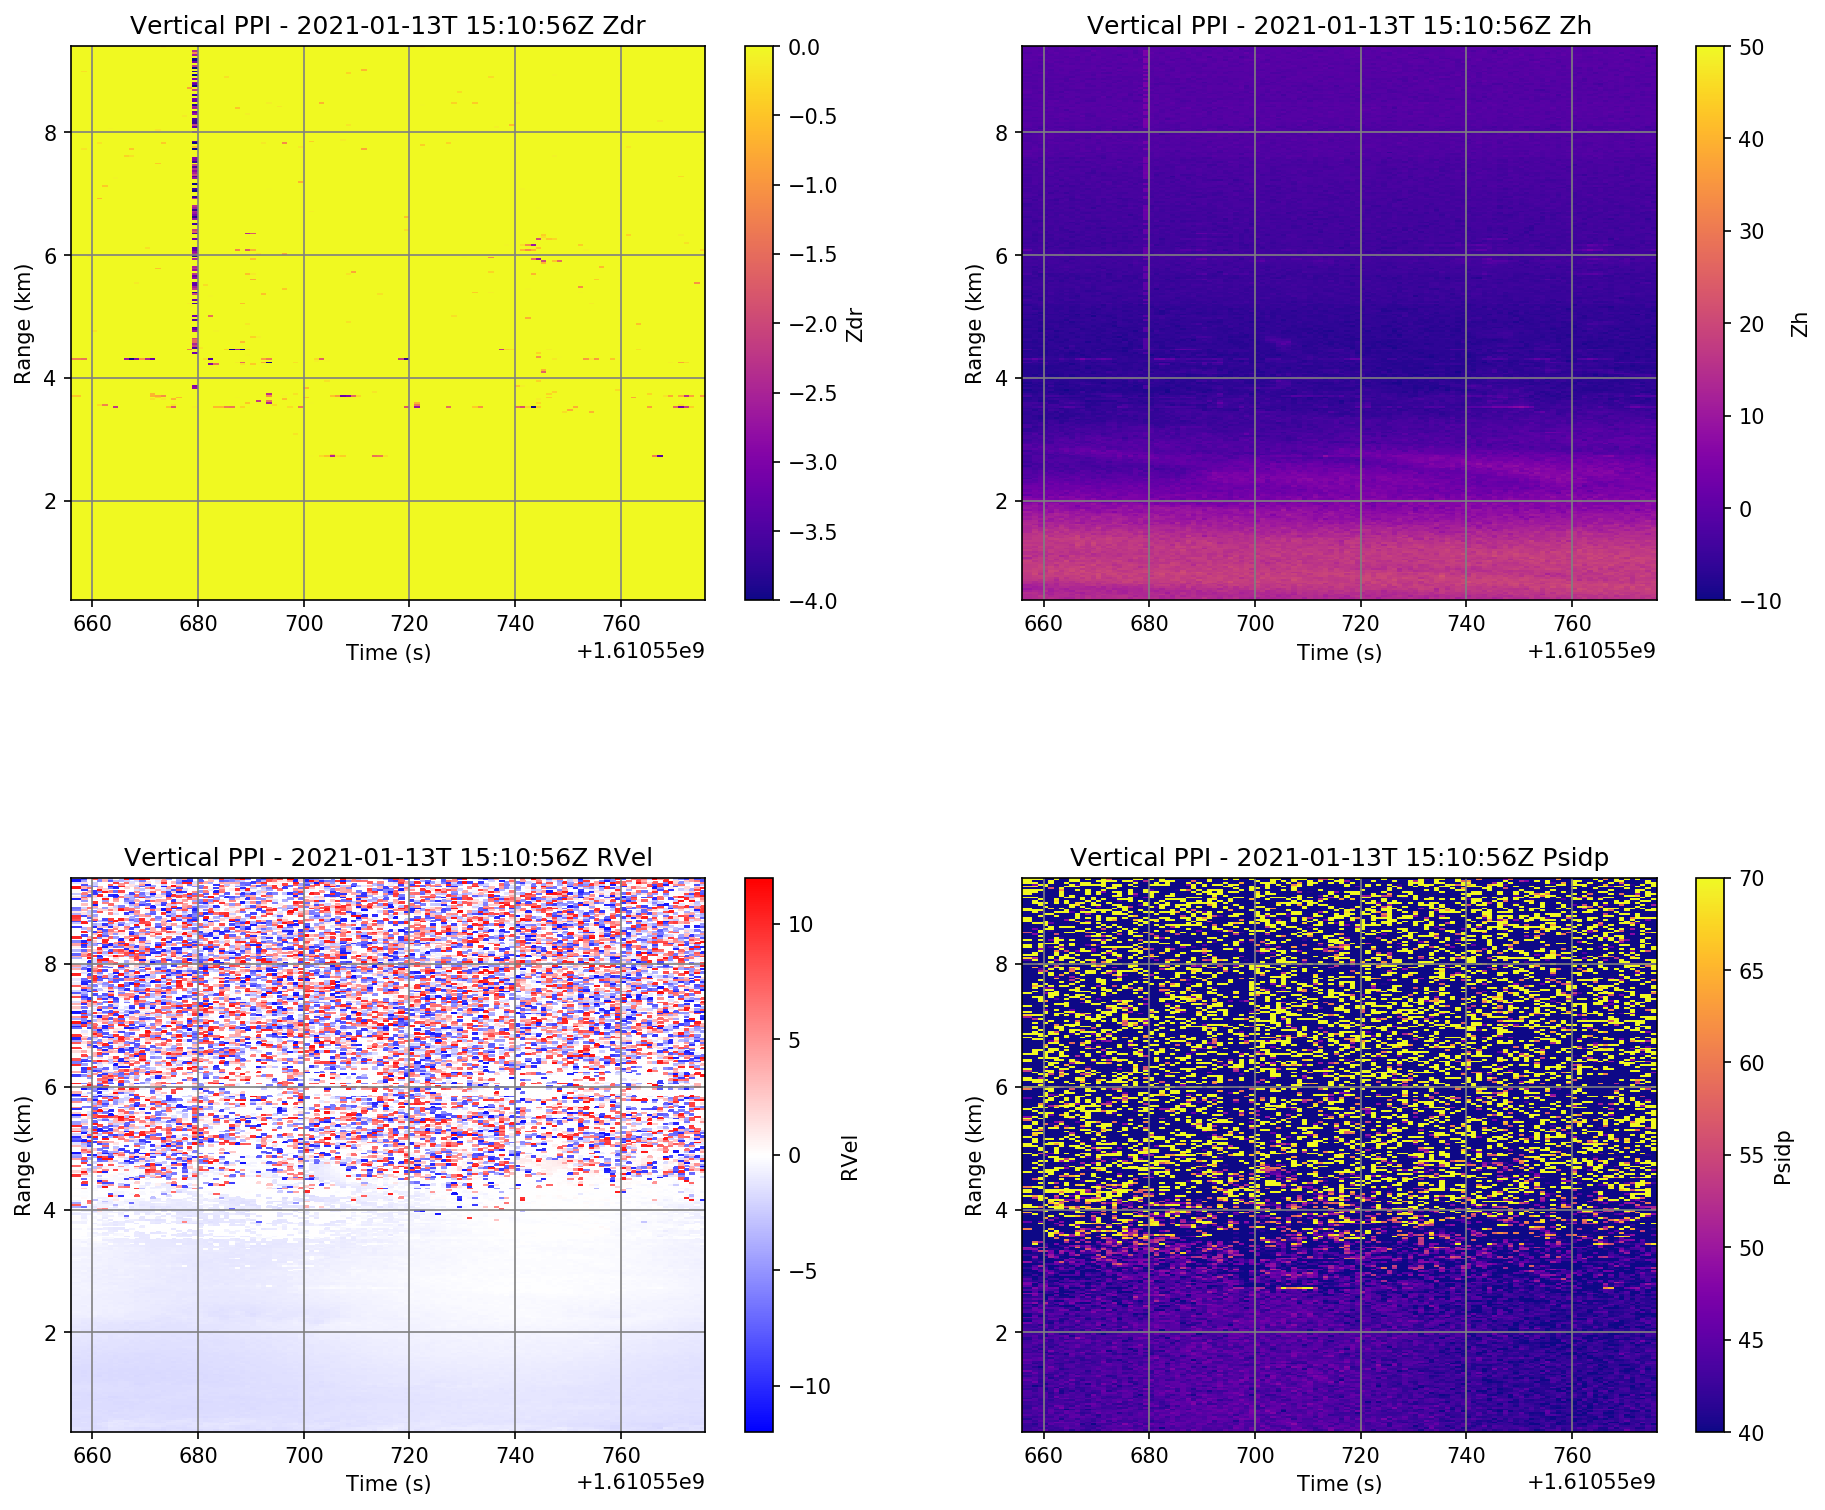 Vertical PPI - 2021-01-13T 15:10:56Z Zdr
Range (km)
8
6
4
2
660 680 700 720 740 760
Time (s)
+1.61055e9
0.0
−0.5
−1.0
−1.5
−2.0
−2.5
−3.0
−3.5
−4.0
Zdr
Vertical PPI - 2021-01-13T 15:10:56Z Zh
Range (km)
8
6
4
2
660 680 700 720 740 760
Time (s)
+1.61055e9
50
40
30
20
10
0
−10
Zh
Vertical PPI - 2021-01-13T 15:10:56Z RVel
Range (km)
8
6
4
2
660 680 700 720 740 760
Time (s)
+1.61055e9
10
5
0
−5
−10
RVel
Vertical PPI - 2021-01-13T 15:10:56Z Psidp
Range (km)
8
6
4
2
660 680 700 720 740 760
Time (s)
+1.61055e9
70
65
60
55
50
45
40
Psidp